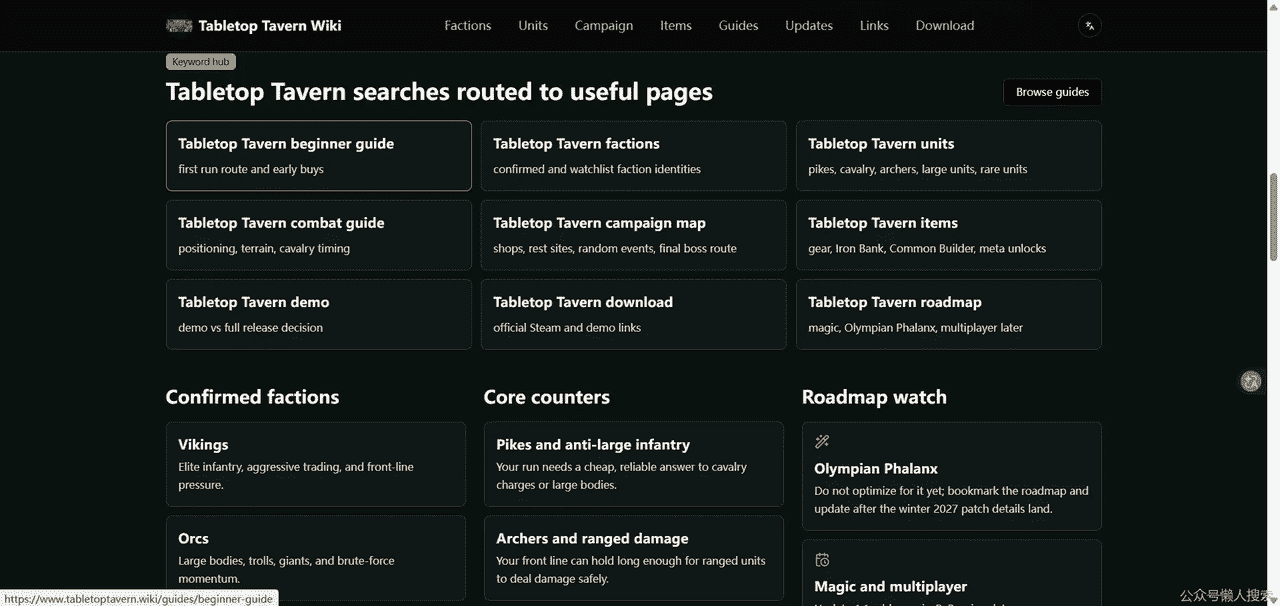 Tabletop Tavern Wiki
Factions
Units
Campaign
Items
Guides
Updates
Links
Download
Keyword hub
Tabletop Tavern searches routed to useful pages
Browse guides
Tabletop Tavern beginner guide
first run route and early buys
Tabletop Tavern factions
confirmed and watchlist faction identities
Tabletop Tavern units
pikes, cavalry, archers, large units, rare units
Tabletop Tavern combat guide
positioning, terrain, cavalry timing
Tabletop Tavern campaign map
shops, rest sites, random events, final boss route
Tabletop Tavern items
gear, Iron Bank, Common Builder, meta unlocks
Tabletop Tavern demo
demo vs full release decision
Tabletop Tavern download
official Steam and demo links
Tabletop Tavern roadmap
magic, Olympian Phalanx, multiplayer later
Confirmed factions
Vikings
Elite infantry, aggressive trading, and front-line
pressure.
Orcs
Large bodies, trolls, giants, and brute-force
momentum.
Core counters
Pikes and anti-large infantry
Your run needs a cheap, reliable answer to cavalry
charges or large bodies.
Archers and ranged damage
Your front line can hold long enough for ranged units
to deal damage safely.
Roadmap watch
Olympian Phalanx
Do not optimize for it yet; bookmark the roadmap and
update after the winter 2027 patch details land.
Magic and multiplayer
https://www.tabletoptavern.wiki/guides/beginner-guide
公众号懒人搜索